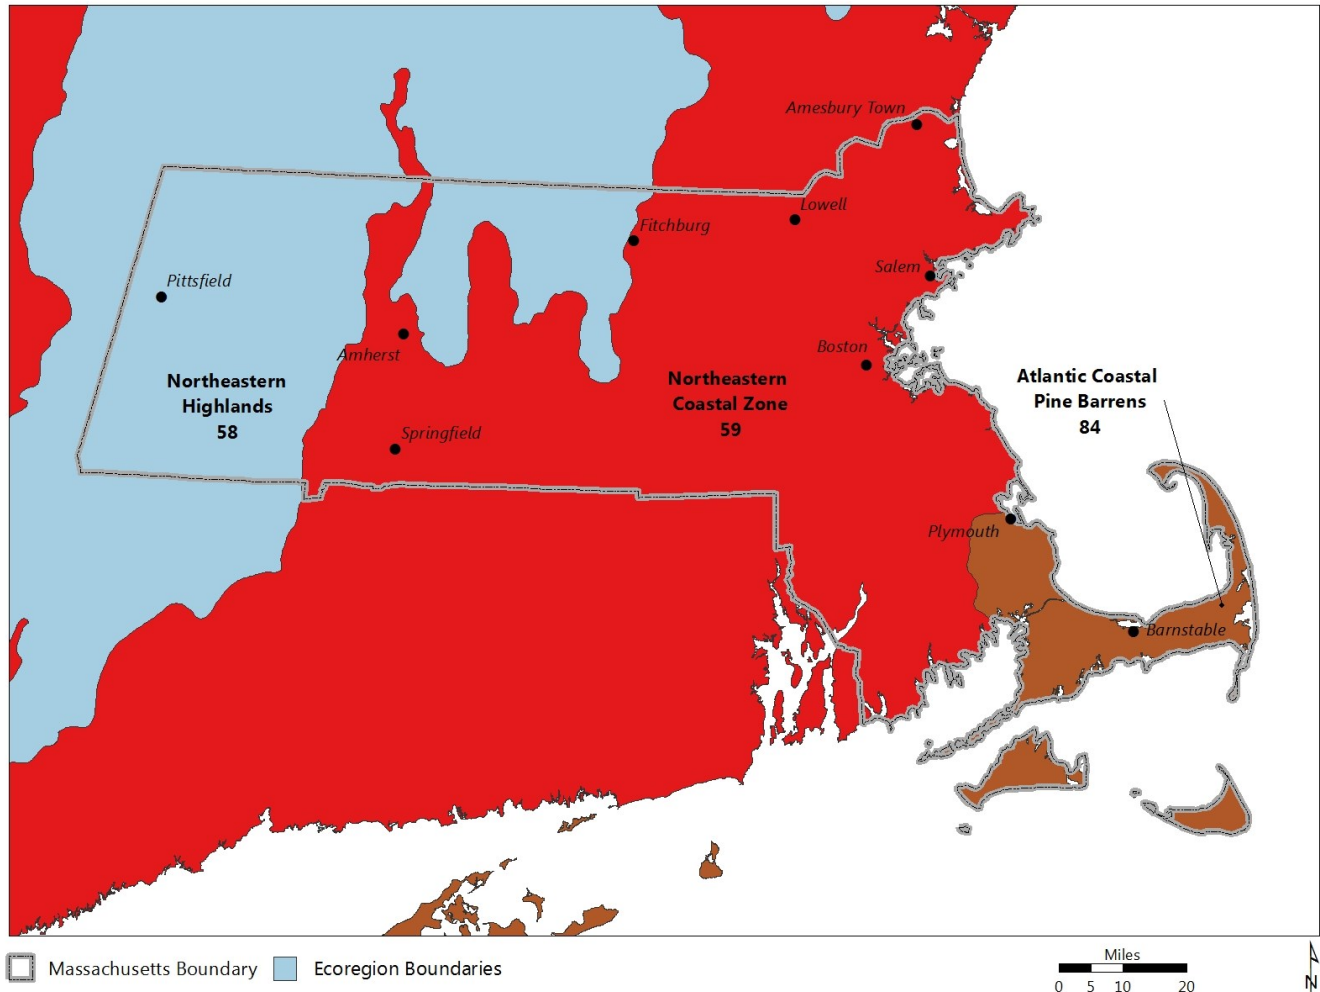 Amesbury Town
Lowell
Fitchburg
Salem
Pittsfield
Boston
Amherst
Northeastern
Highlands
58
Northeastern
Coastal Zone
59
Atlantic Coastal
Pine Barrens
84
Springfield
Plymouth
Barnstable
Massachusetts Boundary
Ecoregion Boundaries
Miles
0 5 10 20
N